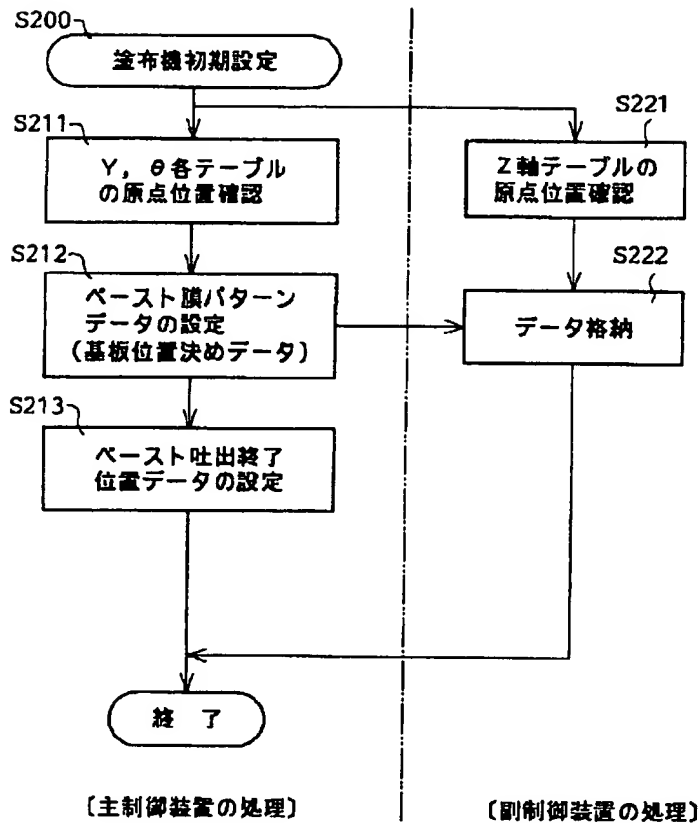 S200
塗布機初期設定
S211
Y，θ各テーブル
の原点位置確認
S221
Z軸テーブルの
原点位置確認
S212
ペースト膜パターン
データの設定
（基板位置決めデータ）
S222
データ格納
S213
ペースト吐出終了
位置データの設定
終 了
〔主制御装置の処理〕
〔副制御装置の処理〕